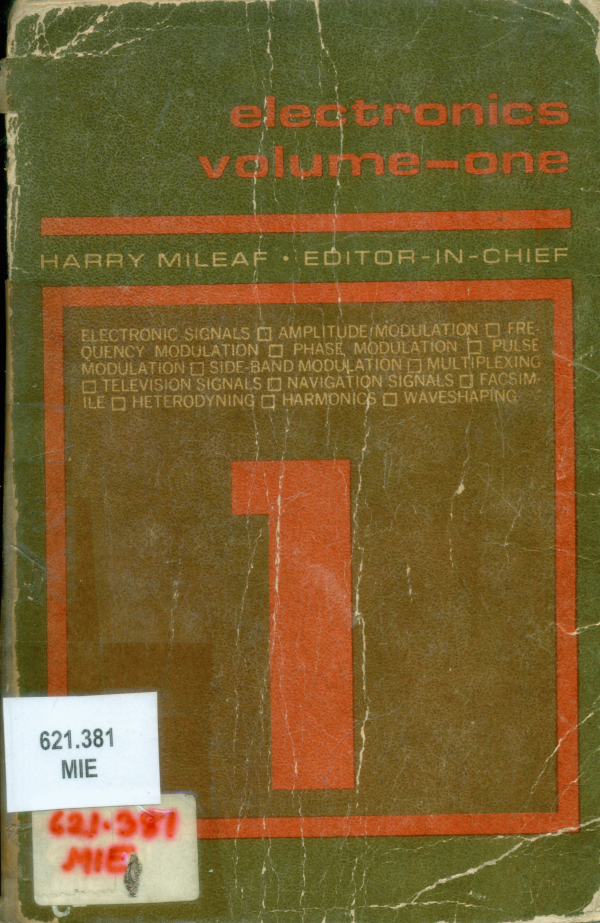 electronics
volume-one
HARRY MILEAF • EDITOR-IN-CHIEF
ELECTRONIC SIGNALS □ AMPLITUDE MODULATION □ FRE-
QUENCY MODULATION □ PHASE MODULATION □ PULSE
MODULATION □ SIDE-BAND MODULATION □ MULTIPLEXING
□ TELEVISION SIGNALS □ NAVIGATION SIGNALS □ FACSIM-
ILE □ HETERODYNING □ HARMONICS □ WAVESHAPING
1
621.381
MIE
621.381
MIE